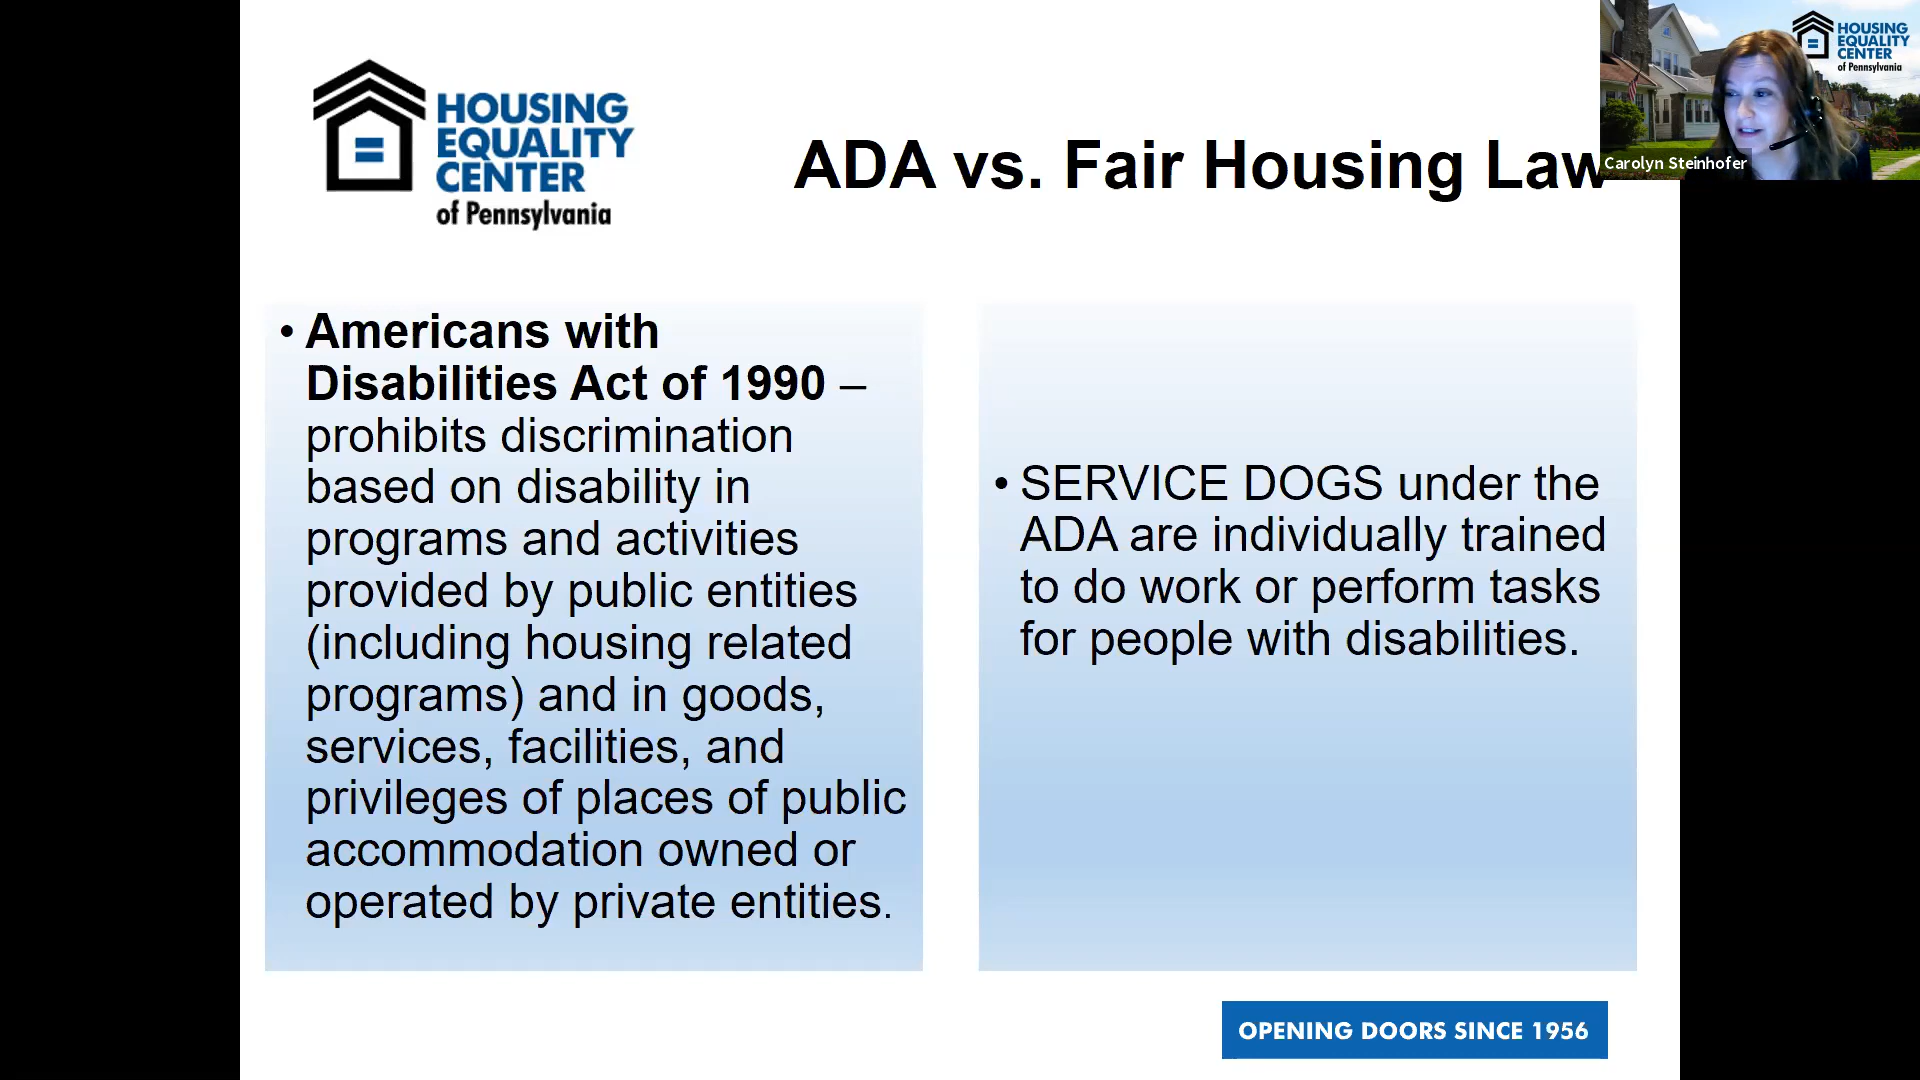 HOUSING
EQUALITY
CENTER
of Pennsylvania
ADA vs. Fair Housing Law
HOUSING
EQUALITY
CENTER
of Pennsylvania
Carolyn Steinhofer
• Americans with
Disabilities Act of 1990 –
prohibits discrimination
based on disability in
programs and activities
provided by public entities
(including housing related
programs) and in goods,
services, facilities, and
privileges of places of public
accommodation owned or
operated by private entities.
• SERVICE DOGS under the
ADA are individually trained
to do work or perform tasks
for people with disabilities.
OPENING DOORS SINCE 1956